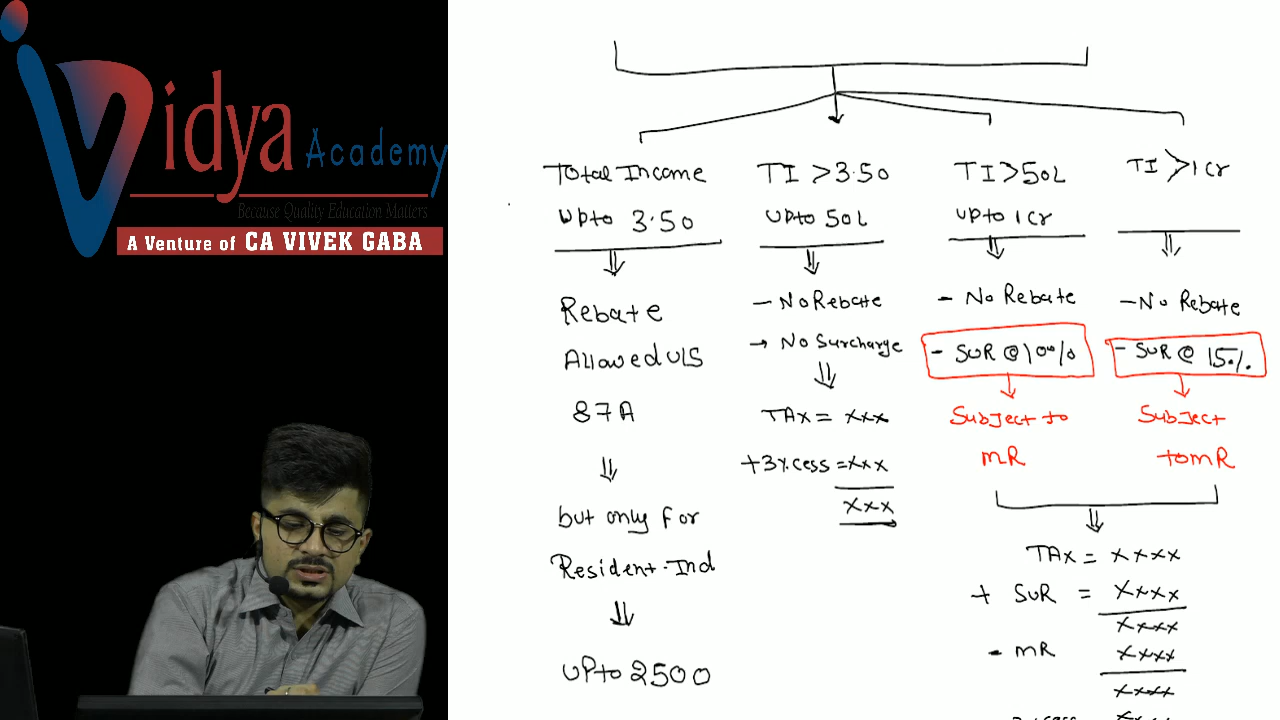 Vidya Academy
Because Quality Education Matters
A Venture of CA VIVEK GABA
Total Income
Upto 3.50
Rebate
Allowed U/S
87A
but only for
Resident.Ind
UPto 2500
TI > 3.50
Upto 50L
- No Rebate
→ No Surcharge
TAx = xxx
+3%cess = xxx
xxx
TI > 50L
upto 1cr
- No Rebate
- SUR @ 10%
Subject to
MR
TI > 1 Cr
- No Rebate
- SUR @ 15%.
Subject
to MR
TAx = xxxx
+ SUR = xxxx
xxxx
- MR xxxx
xxxx